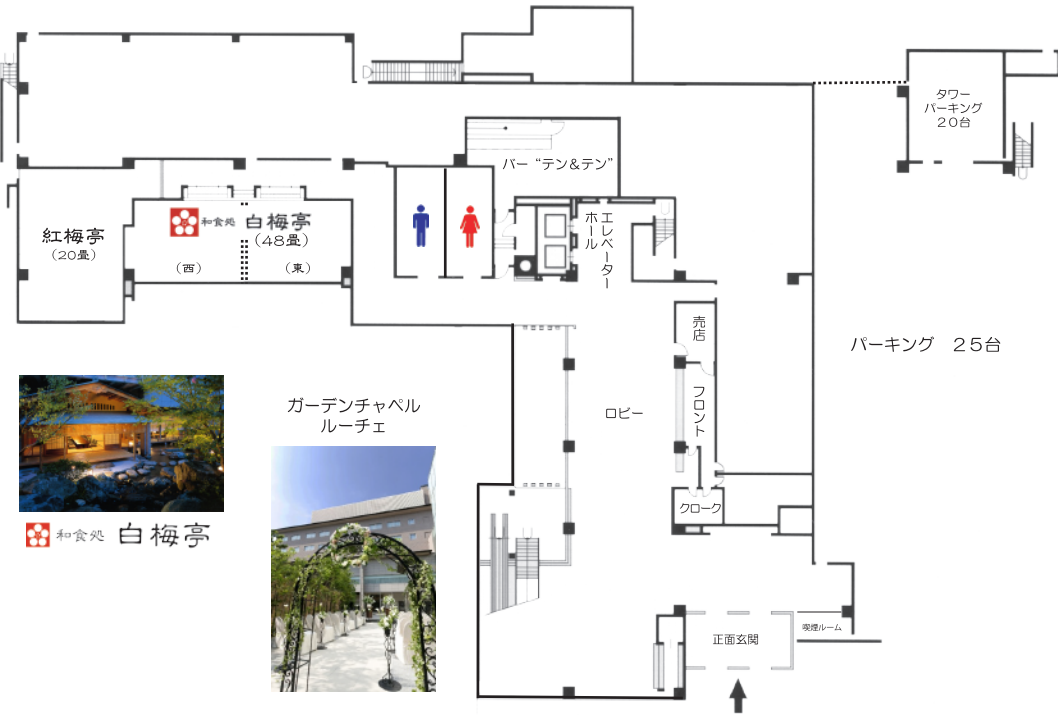 タワー
パーキング
２０台
バー “テン＆テン”
和食処 白梅亭
(48畳)
(西)
(東)
紅梅亭
(20畳)
エレベーター
ホール
売店
パーキング ２５台
フロント
ロビー
ガーデンチャペル
ルーチェ
クローク
和食処 白梅亭
喫煙ルーム
正面玄関